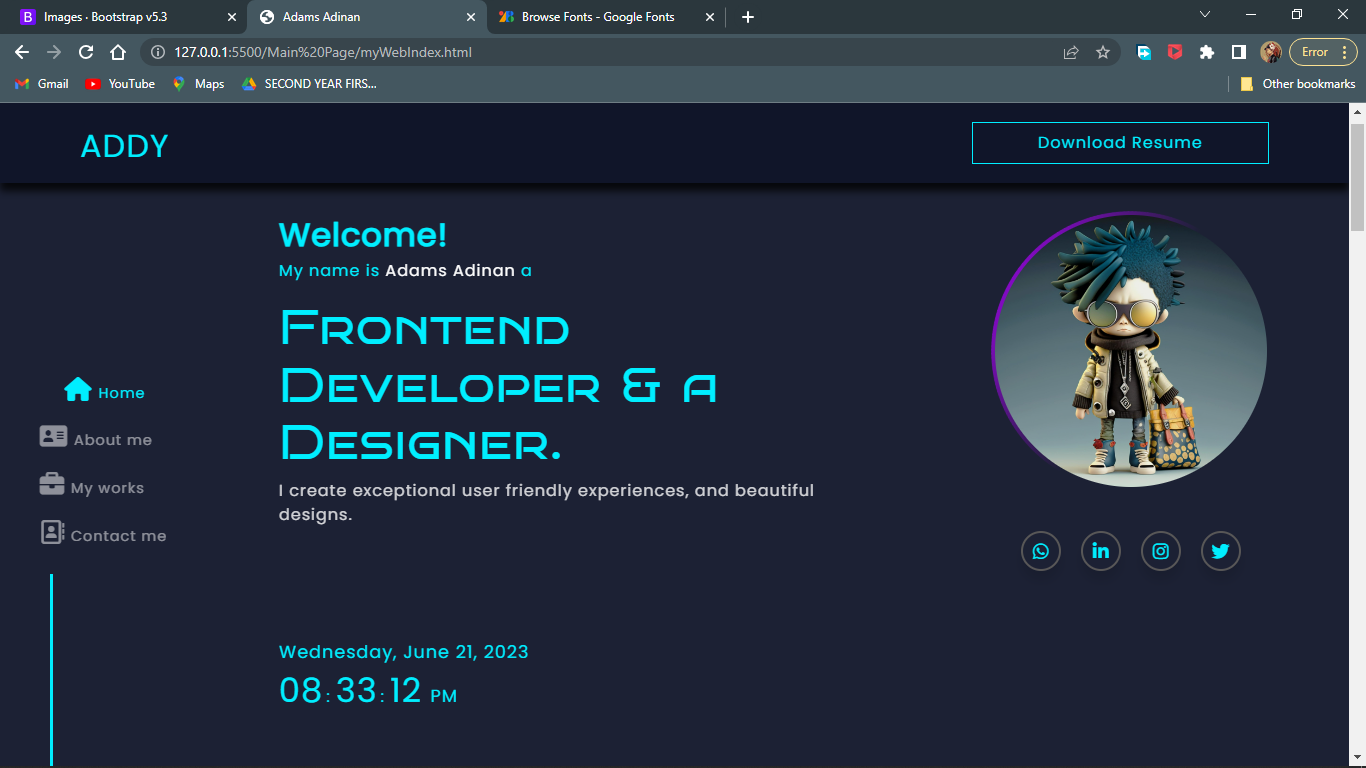 Images · Bootstrap v5.3
Adams Adinan
Browse Fonts - Google Fonts
127.0.0.1:5500/Main%20Page/myWebIndex.html
Error
Gmail
YouTube
Maps
SECOND YEAR FIRS...
Other bookmarks
ADDY
Download Resume
Welcome!
My name is Adams Adinan a
Frontend
Developer & a
Designer.
I create exceptional user friendly experiences, and beautiful
designs.
Home
About me
My works
Contact me
Wednesday, June 21, 2023
08 : 33 : 12 PM